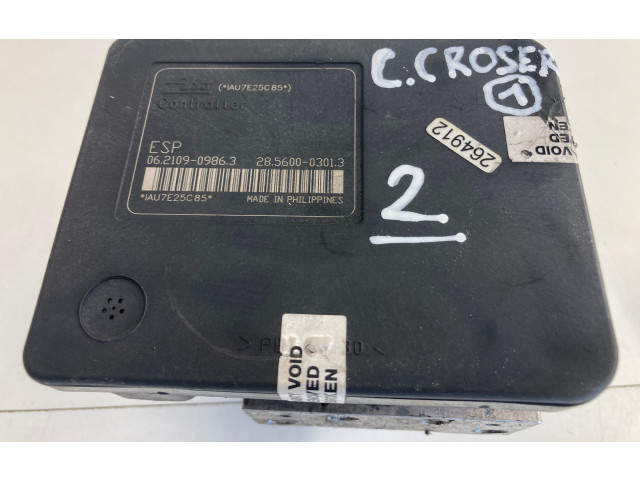 (*IAU7E25C85*)
Controller
ESP
06.2109-0986.3 28.5600-0301.3
*IAU7E25C85* MADE IN PHILIPPINES
C.CROSER
1
264912
VOID
2
VOID